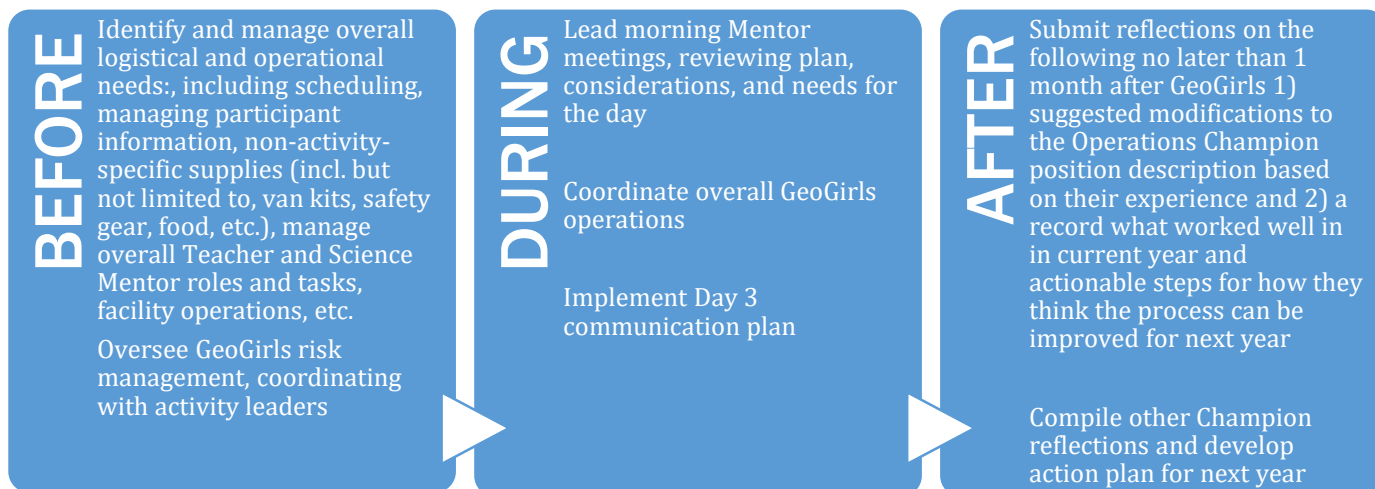 BEFORE
Identify and manage overall
logistical and operational
needs:, including scheduling,
managing participant
information, non-activity-
specific supplies (incl. but
not limited to, van kits, safety
gear, food, etc.), manage
overall Teacher and Science
Mentor roles and tasks,
facility operations, etc.
Oversee GeoGirls risk
management, coordinating
with activity leaders
DURING
Lead morning Mentor
meetings, reviewing plan,
considerations, and needs for
the day
Coordinate overall GeoGirls
operations
Implement Day 3
communication plan
AFTER
Submit reflections on the
following no later than 1
month after GeoGirls 1)
suggested modifications to
the Operations Champion
position description based
on their experience and 2) a
record what worked well in
in current year and
actionable steps for how they
think the process can be
improved for next year
Compile other Champion
reflections and develop
action plan for next year